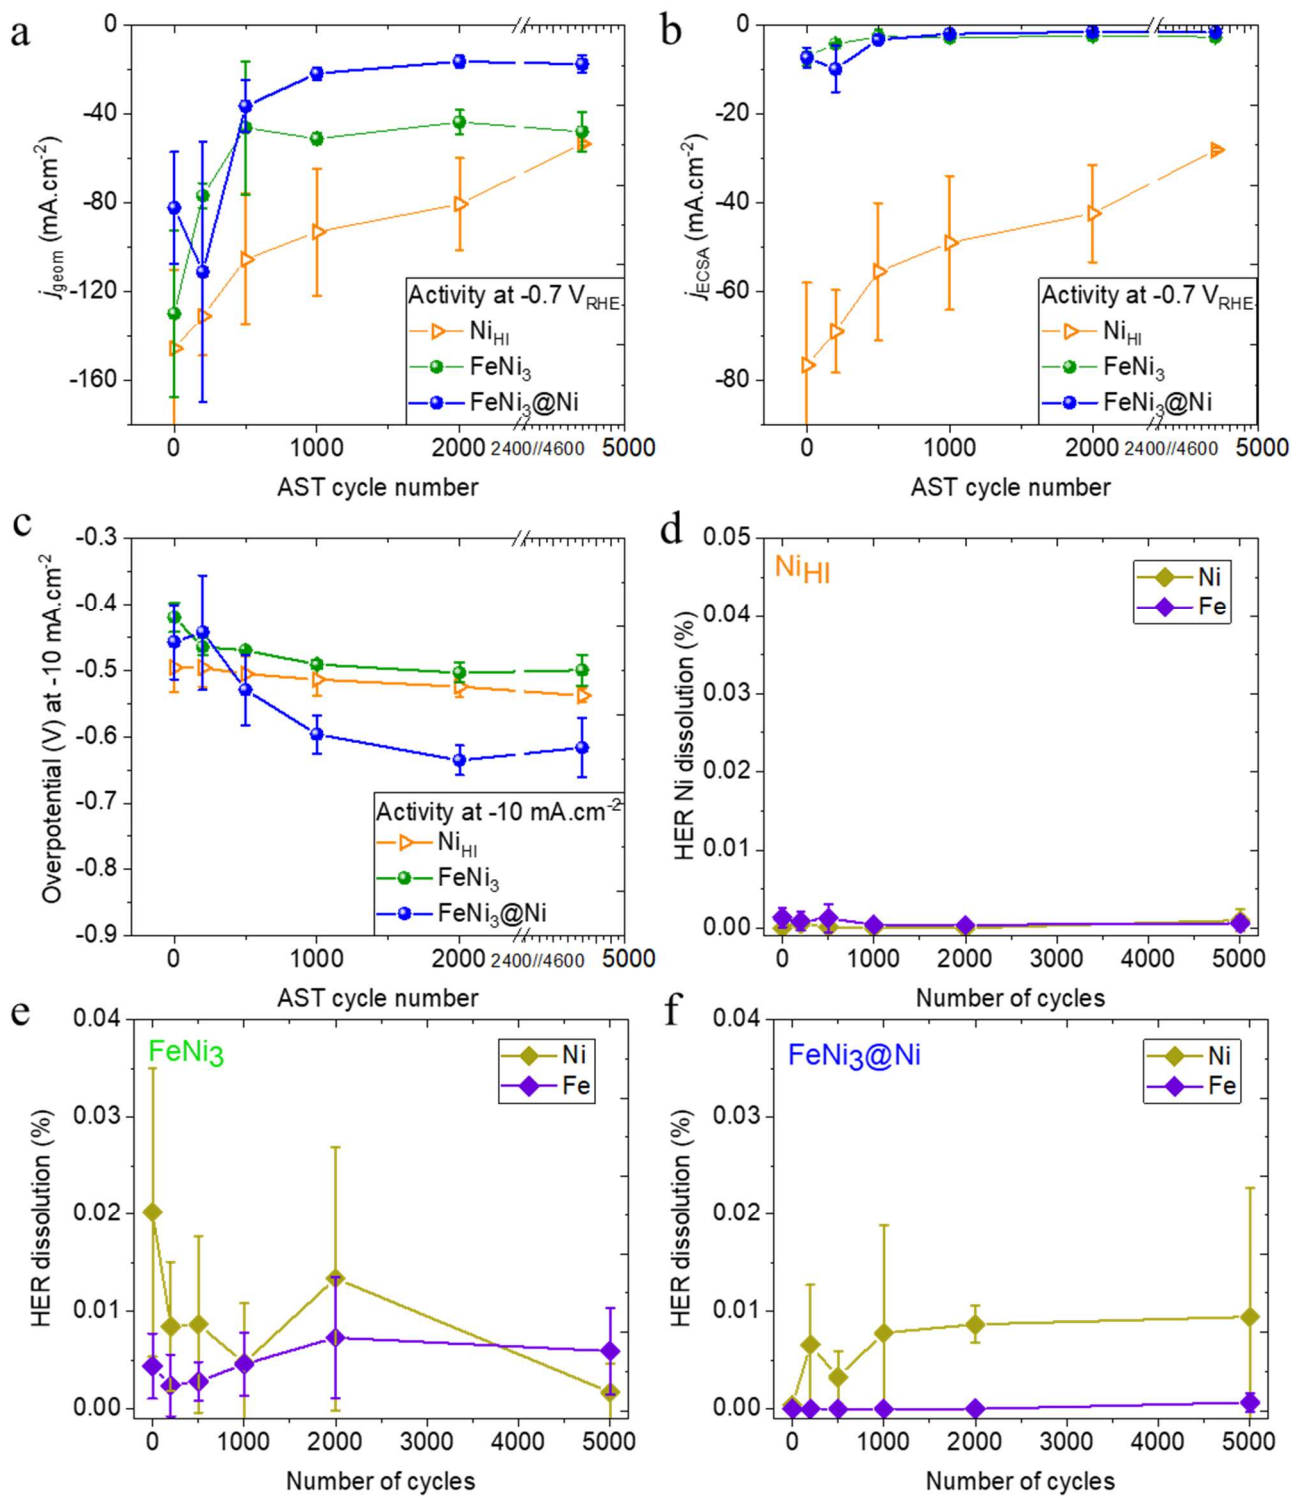 a
0
-40
-80
-120
-160
j_geom (mA.cm^-2)
Activity at -0.7 V_RHE
Ni_HI
FeNi_3
FeNi_3@Ni
0 1000 2000 2400//4600 5000
AST cycle number
b
0
-20
-40
-60
-80
j_ECSA (mA.cm^-2)
Activity at -0.7 V_RHE
Ni_HI
FeNi_3
FeNi_3@Ni
0 1000 2000 2400//4600 5000
AST cycle number
c
-0.3
-0.4
-0.5
-0.6
-0.7
-0.8
-0.9
Overpotential (V) at -10 mA.cm^-2
Activity at -10 mA.cm^-2
Ni_HI
FeNi_3
FeNi_3@Ni
0 1000 2000 2400//4600 5000
AST cycle number
d
0.05
0.04
0.03
0.02
0.01
0.00
HER Ni dissolution (%)
Ni_HI
Ni
Fe
0 1000 2000 3000 4000 5000
Number of cycles
e
0.04
0.03
0.02
0.01
0.00
HER dissolution (%)
FeNi_3
Ni
Fe
0 1000 2000 3000 4000 5000
Number of cycles
f
0.04
0.03
0.02
0.01
0.00
HER dissolution (%)
FeNi_3@Ni
Ni
Fe
0 1000 2000 3000 4000 5000
Number of cycles